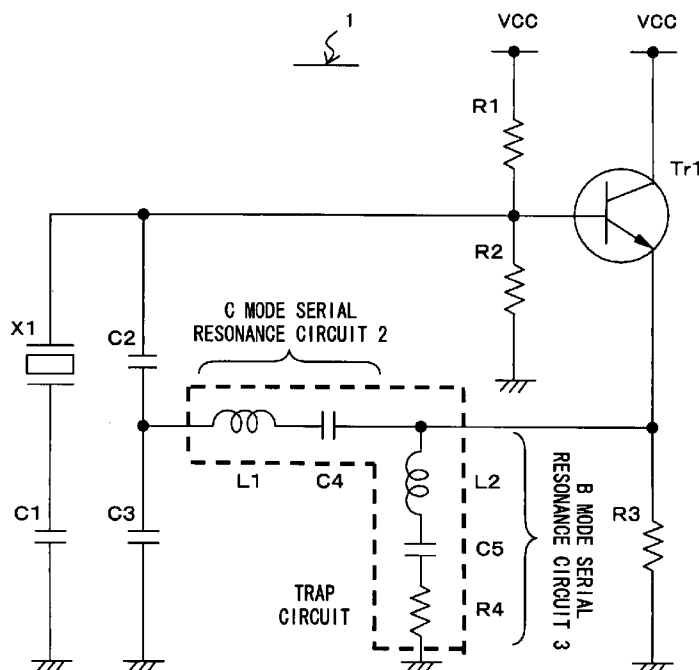 1
VCC
VCC
R1
Tr1
R2
C MODE SERIAL
RESONANCE CIRCUIT 2
X1
C2
L1
C4
L2
B MODE SERIAL
RESONANCE CIRCUIT 3
R3
C1
C3
C5
TRAP
CIRCUIT
R4